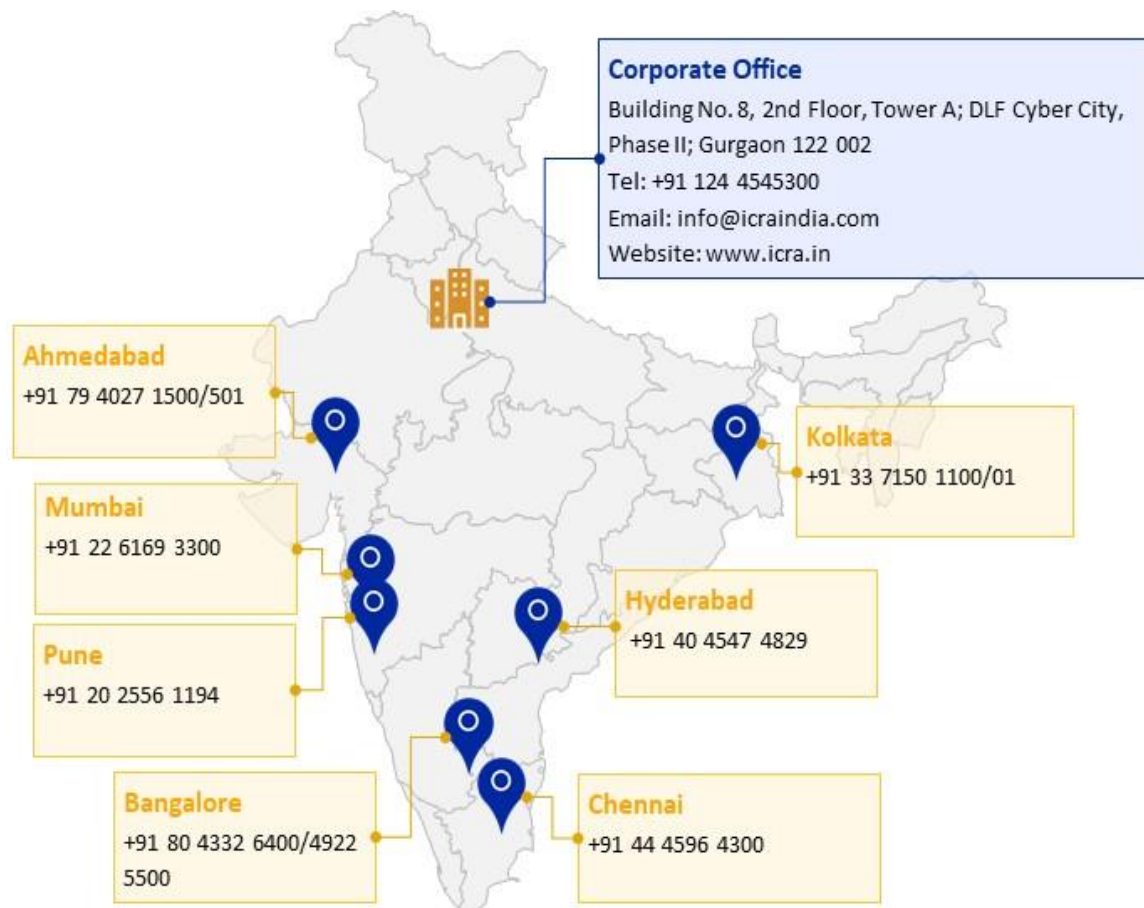 Corporate Office
Building No. 8, 2nd Floor, Tower A; DLF Cyber City,
Phase II; Gurgaon 122 002
Tel: +91 124 4545300
Email: info@icraindia.com
Website: www.icra.in
Ahmedabad
+91 79 4027 1500/501
Kolkata
+91 33 7150 1100/01
Mumbai
+91 22 6169 3300
Hyderabad
+91 40 4547 4829
Pune
+91 20 2556 1194
Bangalore
+91 80 4332 6400/4922
5500
Chennai
+91 44 4596 4300